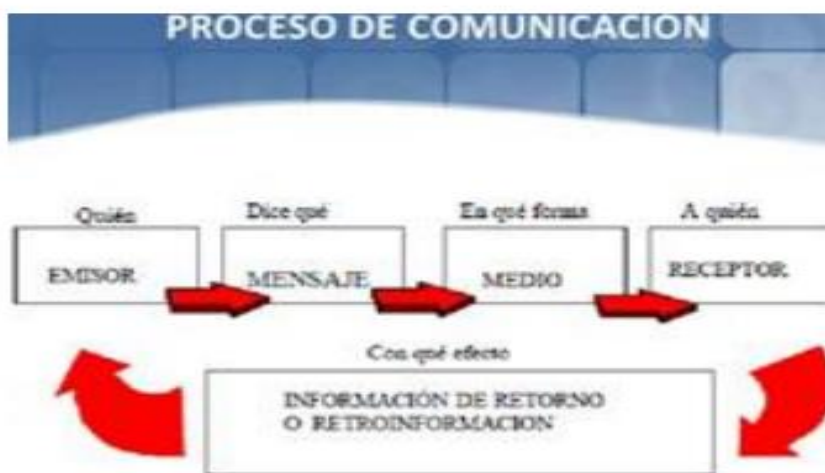 PROCESO DE COMUNICACIÓN
Quién
Dice qué
En qué forma
A quién
EMISOR
MENSAJE
MEDIO
RECEPTOR
Con qué efecto
INFORMACIÓN DE RETORNO
O RETROINFORMACION